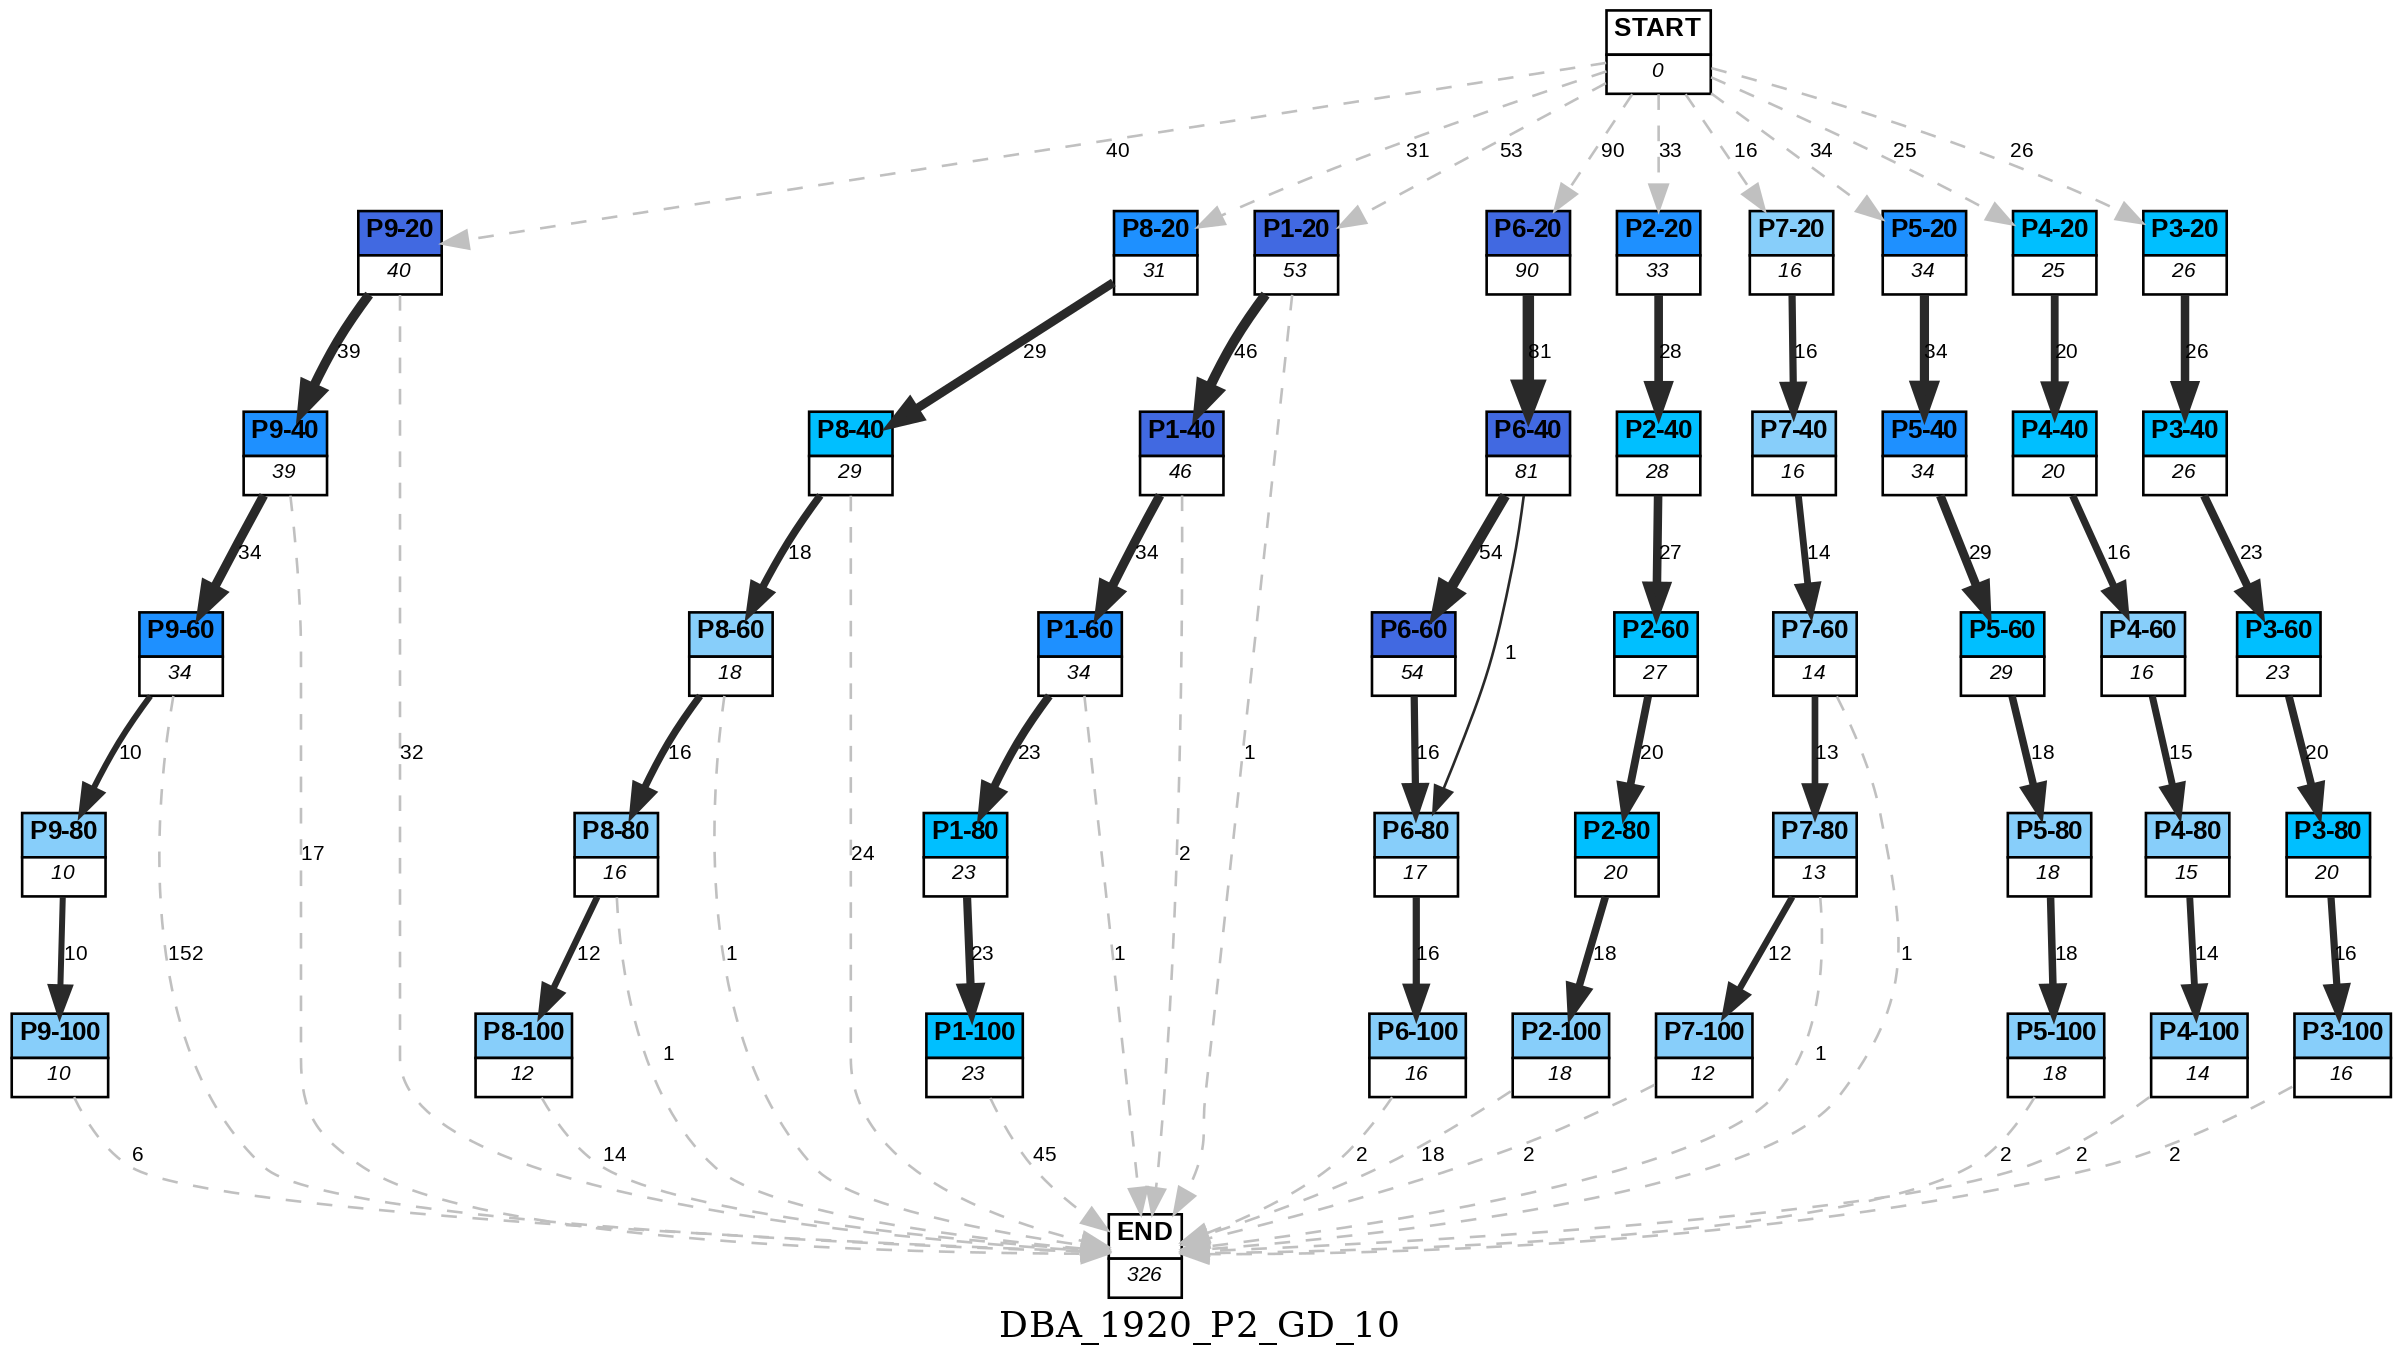 START
0
40
31
53
90
33
16
34
25
26
P9-20
40
P8-20
31
P1-20
53
P6-20
90
P2-20
33
P7-20
16
P5-20
34
P4-20
25
P3-20
26
39
29
46
81
28
16
34
20
26
P9-40
39
P8-40
29
P1-40
46
P6-40
81
P2-40
28
P7-40
16
P5-40
34
P4-40
20
P3-40
26
34
18
34
54
27
14
29
16
23
P9-60
34
P8-60
18
P1-60
34
P6-60
54
1
P2-60
27
P7-60
14
P5-60
29
P4-60
16
P3-60
23
10
32
16
23
1
16
20
13
18
15
20
P9-80
10
17
P8-80
16
24
P1-80
23
2
P6-80
17
P2-80
20
P7-80
13
P5-80
18
P4-80
15
P3-80
20
10
152
12
1
23
1
16
18
12
1
18
14
16
P9-100
10
P8-100
12
1
P1-100
23
P6-100
16
P2-100
18
P7-100
12
1
P5-100
18
P4-100
14
P3-100
16
6
14
45
2
18
2
2
2
2
END
326
DBA_1920_P2_GD_10